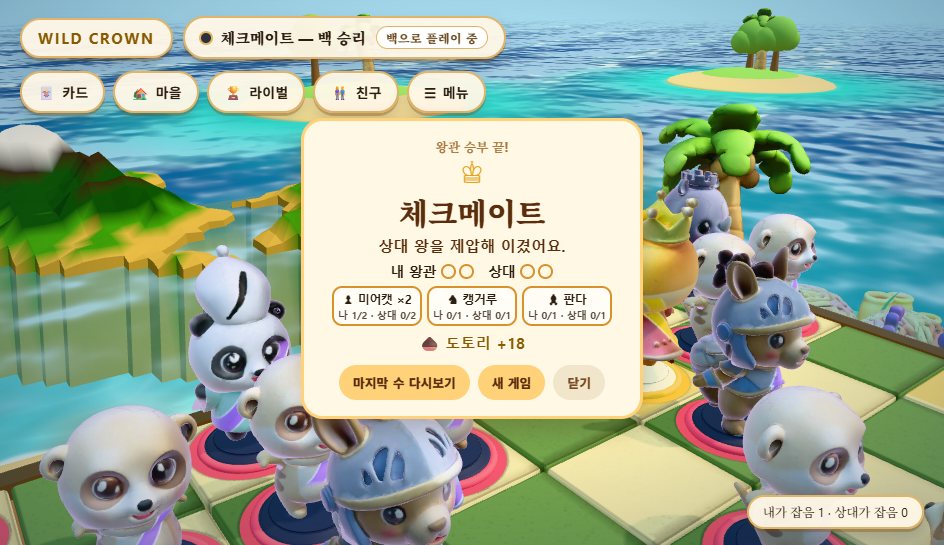 WILD CROWN
체크메이트 — 백 승리 백으로 플레이 중
카드 마을 라이벌 친구 ☰ 메뉴
왕관 승부 끝!
체크메이트
상대 왕을 제압해 이겼어요.
내 왕관 ○○ 상대 ○○
미어캣 ×2
나 1/2 · 상대 0/2
캥거루
나 0/1 · 상대 0/1
판다
나 0/1 · 상대 0/1
도토리 +18
마지막 수 다시보기 새 게임 닫기
내가 잡음 1 · 상대가 잡음 0